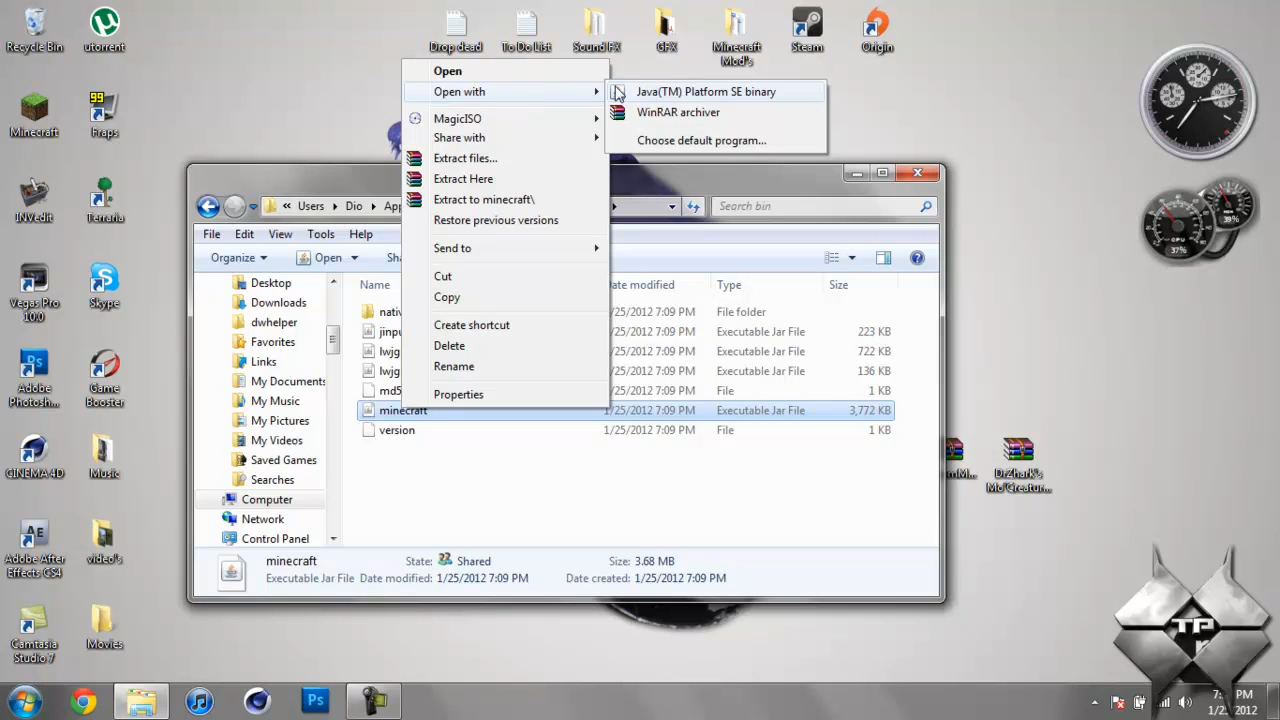 Recycle Bin
utorrent
Drop dead
To Do List
Sound FX
GFX
Minecraft Mod's
Steam
Origin
Minecraft
Fraps
INVedit
Terraria
Vegas Pro 10.0
Skype
Adobe Photosh...
Game Booster
CINEMA 4D
Music
Adobe After Effects CS4
video's
Camtasia Studio 7
Movies
Open
Open with
MagicISO
Share with
Extract files...
Extract Here
Extract to minecraft\
Restore previous versions
Send to
Cut
Copy
Create shortcut
Delete
Rename
Properties
Java(TM) Platform SE binary
WinRAR archiver
Choose default program...
« Users Dio App
Search bin
File Edit View Tools Help
Organize Open Sha
Desktop
Downloads
dwhelper
Favorites
Links
My Documents
My Music
My Pictures
My Videos
Saved Games
Searches
Computer
Network
Control Panel
Name Date modified Type Size
nativ /25/2012 7:09 PM File folder
jinpu /25/2012 7:09 PM Executable Jar File 223 KB
lwjg /25/2012 7:09 PM Executable Jar File 722 KB
lwjg /25/2012 7:09 PM Executable Jar File 136 KB
md5 /25/2012 7:09 PM File 1 KB
minecraft 1/25/2012 7:09 PM Executable Jar File 3,772 KB
version 1/25/2012 7:09 PM File 1 KB
minecraft State: Shared Size: 3.68 MB
Executable Jar File Date modified: 1/25/2012 7:09 PM Date created: 1/25/2012 7:09 PM
DrZhark's
Mo'Creatur...
39%
CPU
37%
TP
PM